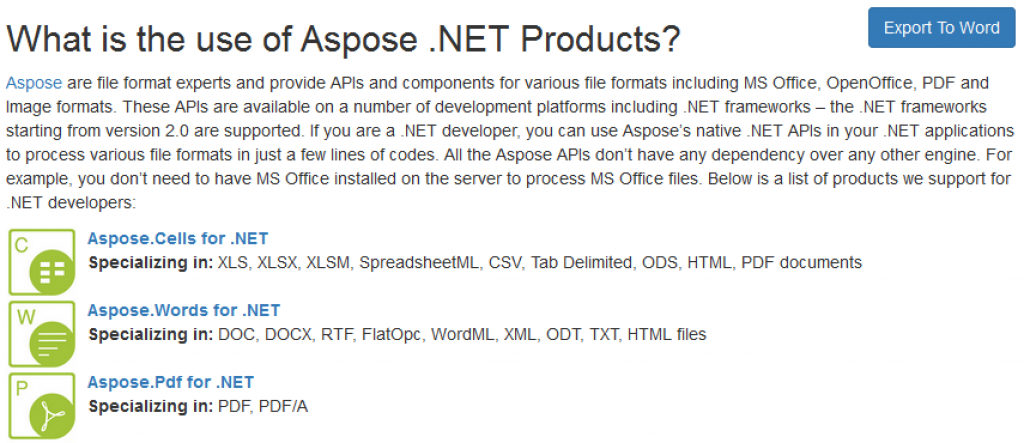 What is the use of Aspose .NET Products?
Export To Word
Aspose are file format experts and provide APIs and components for various file formats including MS Office, OpenOffice, PDF and
Image formats. These APIs are available on a number of development platforms including .NET frameworks – the .NET frameworks
starting from version 2.0 are supported. If you are a .NET developer, you can use Aspose’s native .NET APIs in your .NET applications
to process various file formats in just a few lines of codes. All the Aspose APIs don’t have any dependency over any other engine. For
example, you don’t need to have MS Office installed on the server to process MS Office files. Below is a list of products we support for
.NET developers:
C
Aspose.Cells for .NET
Specializing in: XLS, XLSX, XLSM, SpreadsheetML, CSV, Tab Delimited, ODS, HTML, PDF documents
W
Aspose.Words for .NET
Specializing in: DOC, DOCX, RTF, FlatOpc, WordML, XML, ODT, TXT, HTML files
P
Aspose.Pdf for .NET
Specializing in: PDF, PDF/A